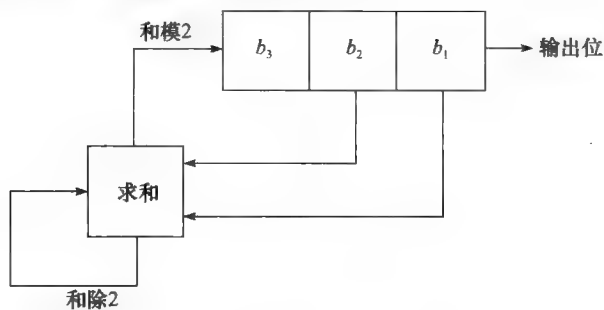 和模2
b₃ b₂ b₁
输出位
求和
和除2